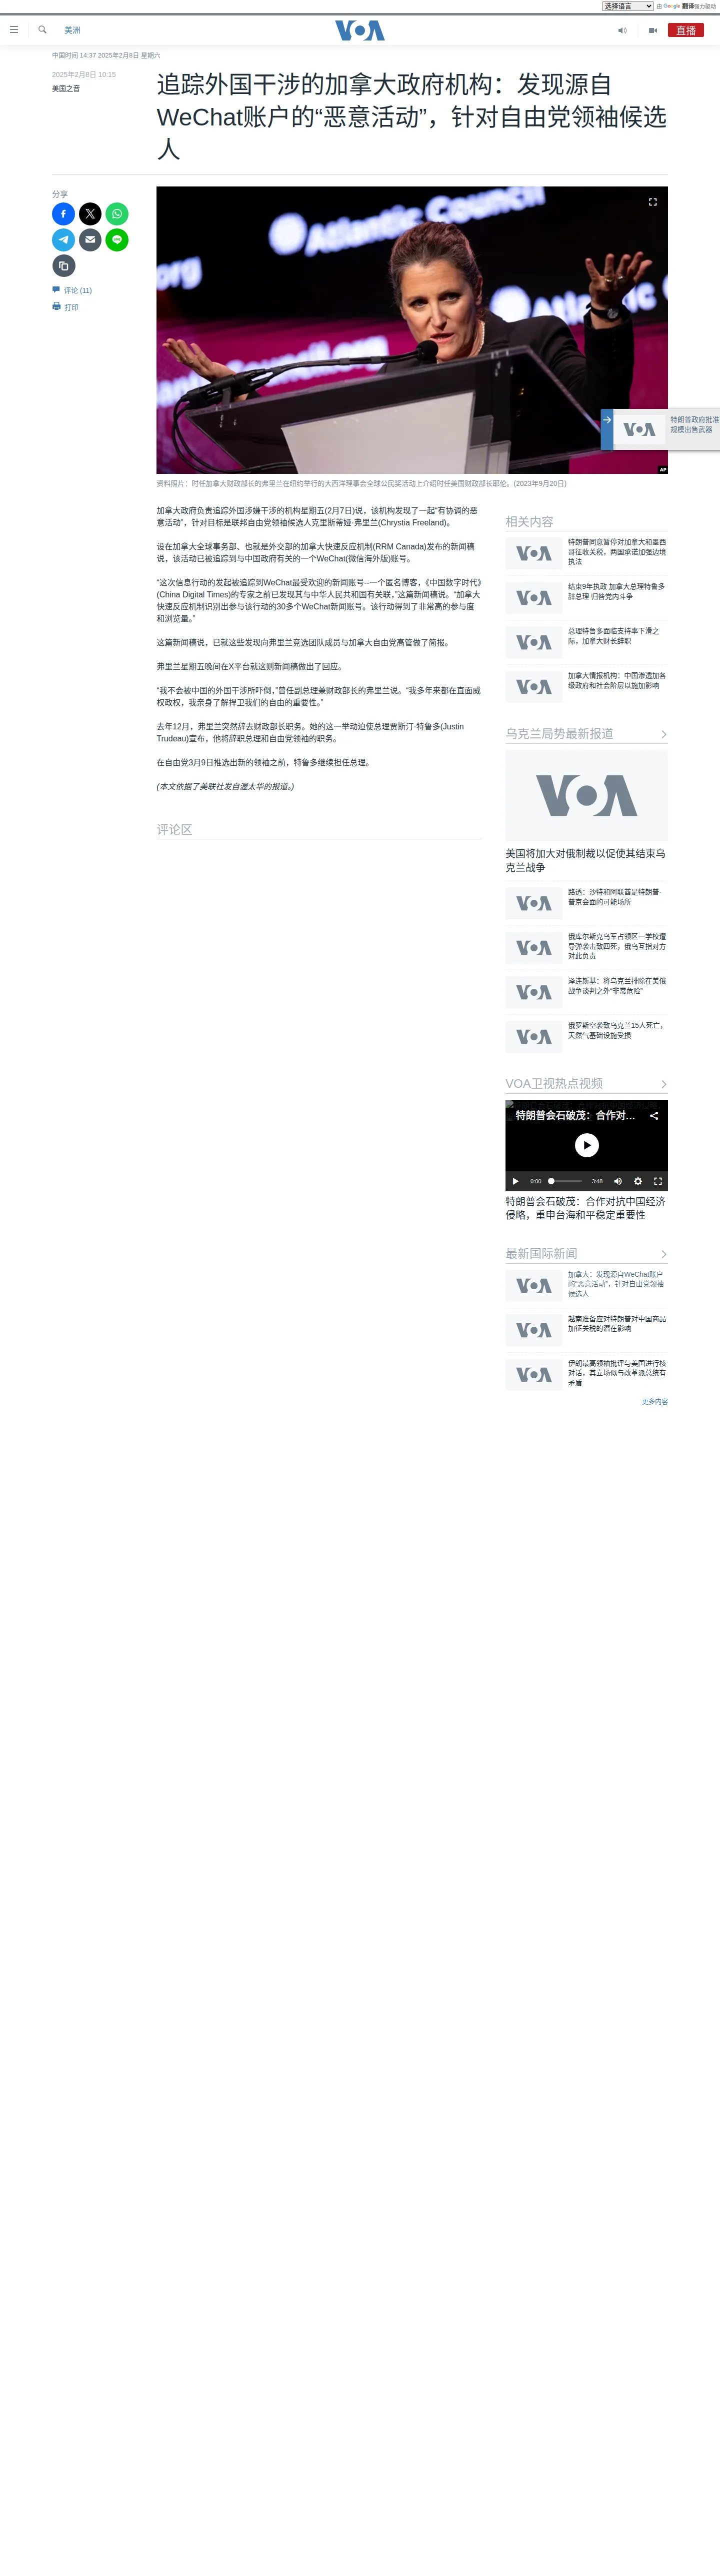 选择语言
由 Google 翻译强力驱动
美洲
VOA
直播
中国时间 14:37 2025年2月8日 星期六
2025年2月8日 10:15
美国之音
追踪外国干涉的加拿大政府机构：发现源自
WeChat账户的“恶意活动”，针对自由党领袖候选
人
分享
评论 (11)
打印
Atlantic Council
.org
AP
特朗普政府批准
规模出售武器
资料照片：时任加拿大财政部长的弗里兰在纽约举行的大西洋理事会全球公民奖活动上介绍时任美国财政部长耶伦。(2023年9月20日)
加拿大政府负责追踪外国涉嫌干涉的机构星期五(2月7日)说，该机构发现了一起“有协调的恶
意活动”，针对目标是联邦自由党领袖候选人克里斯蒂娅·弗里兰(Chrystia Freeland)。
设在加拿大全球事务部、也就是外交部的加拿大快速反应机制(RRM Canada)发布的新闻稿
说，该活动已被追踪到与中国政府有关的一个WeChat(微信海外版)账号。
“这次信息行动的发起被追踪到WeChat最受欢迎的新闻账号--一个匿名博客，《中国数字时代》
(China Digital Times)的专家之前已发现其与中华人民共和国有关联，”这篇新闻稿说。“加拿大
快速反应机制识别出参与该行动的30多个WeChat新闻账号。该行动得到了非常高的参与度
和浏览量。”
这篇新闻稿说，已就这些发现向弗里兰竞选团队成员与加拿大自由党高管做了简报。
弗里兰星期五晚间在X平台就这则新闻稿做出了回应。
“我不会被中国的外国干涉所吓倒，”曾任副总理兼财政部长的弗里兰说。“我多年来都在直面威
权政权，我亲身了解捍卫我们的自由的重要性。”
去年12月，弗里兰突然辞去财政部长职务。她的这一举动迫使总理贾斯汀·特鲁多(Justin
Trudeau)宣布，他将辞职总理和自由党领袖的职务。
在自由党3月9日推选出新的领袖之前，特鲁多继续担任总理。
(本文依据了美联社发自渥太华的报道。)
评论区
相关内容
特朗普同意暂停对加拿大和墨西
哥征收关税，两国承诺加强边境
执法
结束9年执政 加拿大总理特鲁多
辞总理 归咎党内斗争
总理特鲁多面临支持率下滑之
际，加拿大财长辞职
加拿大情报机构：中国渗透加各
级政府和社会阶层以施加影响
乌克兰局势最新报道
美国将加大对俄制裁以促使其结束乌
克兰战争
路透：沙特和阿联酋是特朗普-
普京会面的可能场所
俄库尔斯克乌军占领区一学校遭
导弹袭击致四死，俄乌互指对方
对此负责
泽连斯基：将乌克兰排除在美俄
战争谈判之外“非常危险”
俄罗斯空袭致乌克兰15人死亡，
天然气基础设施受损
VOA卫视热点视频
特朗普会石破茂：合作对…
0:00
3:48
特朗普会石破茂：合作对抗中国经济
侵略，重申台海和平稳定重要性
最新国际新闻
加拿大：发现源自WeChat账户
的“恶意活动”，针对自由党领袖
候选人
越南准备应对特朗普对中国商品
加征关税的潜在影响
伊朗最高领袖批评与美国进行核
对话，其立场似与改革派总统有
矛盾
更多内容